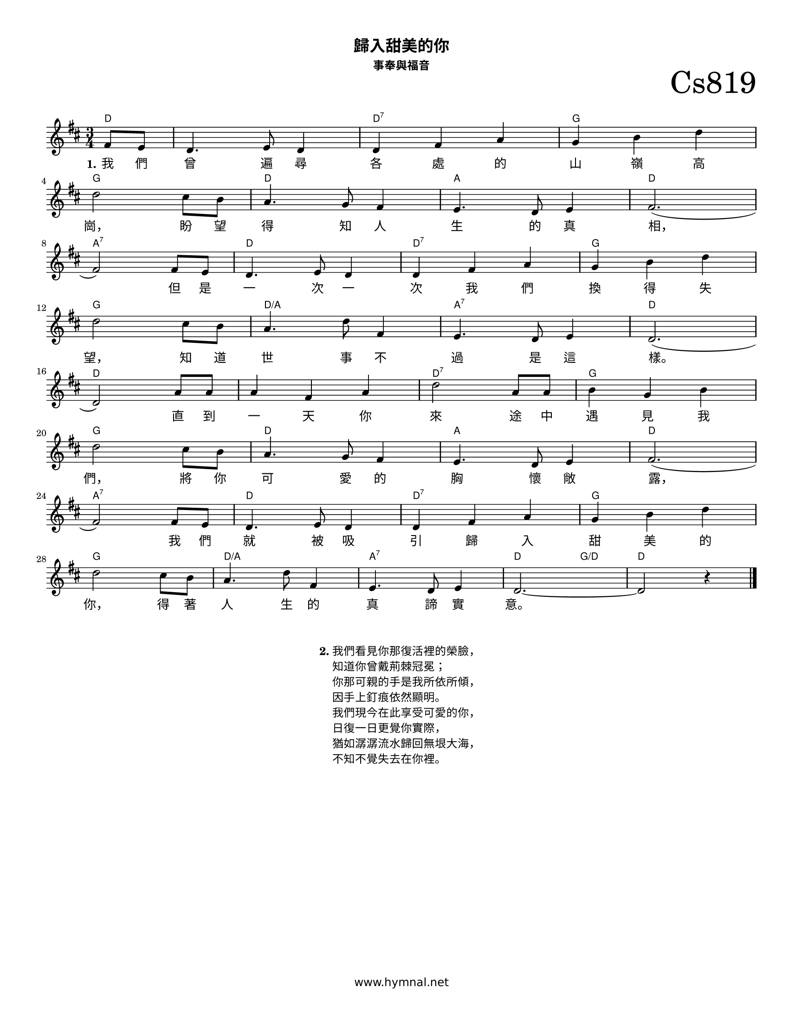 歸入甜美的你
事奉與福音
Cs819
D D7 G
1. 我 們 曾 遍 尋 各 處 的 山 嶺 高
4 G D A D
崗， 盼 望 得 知 人 生 的 真 相，
8 A7 D D7 G
但 是 一 次 一 次 我 們 換 得 失
12 G D/A A7 D
望， 知 道 世 事 不 過 是 這 樣。
16 D D D7 G
直 到 一 天 你 來 途 中 遇 見 我
20 G D A D
們， 將 你 可 愛 的 胸 懷 敞 露，
24 A7 D D7 G
我 們 就 被 吸 引 歸 入 甜 美 的
28 G D/A A7 D G/D D
你， 得 著 人 生 的 真 諦 實 意。
2. 我們看見你那復活裡的榮臉，
知道你曾戴荊棘冠冕；
你那可親的手是我所依所傾，
因手上釘痕依然顯明。
我們現今在此享受可愛的你，
日復一日更覺你實際，
猶如潺潺流水歸回無垠大海，
不知不覺失去在你裡。
www.hymnal.net